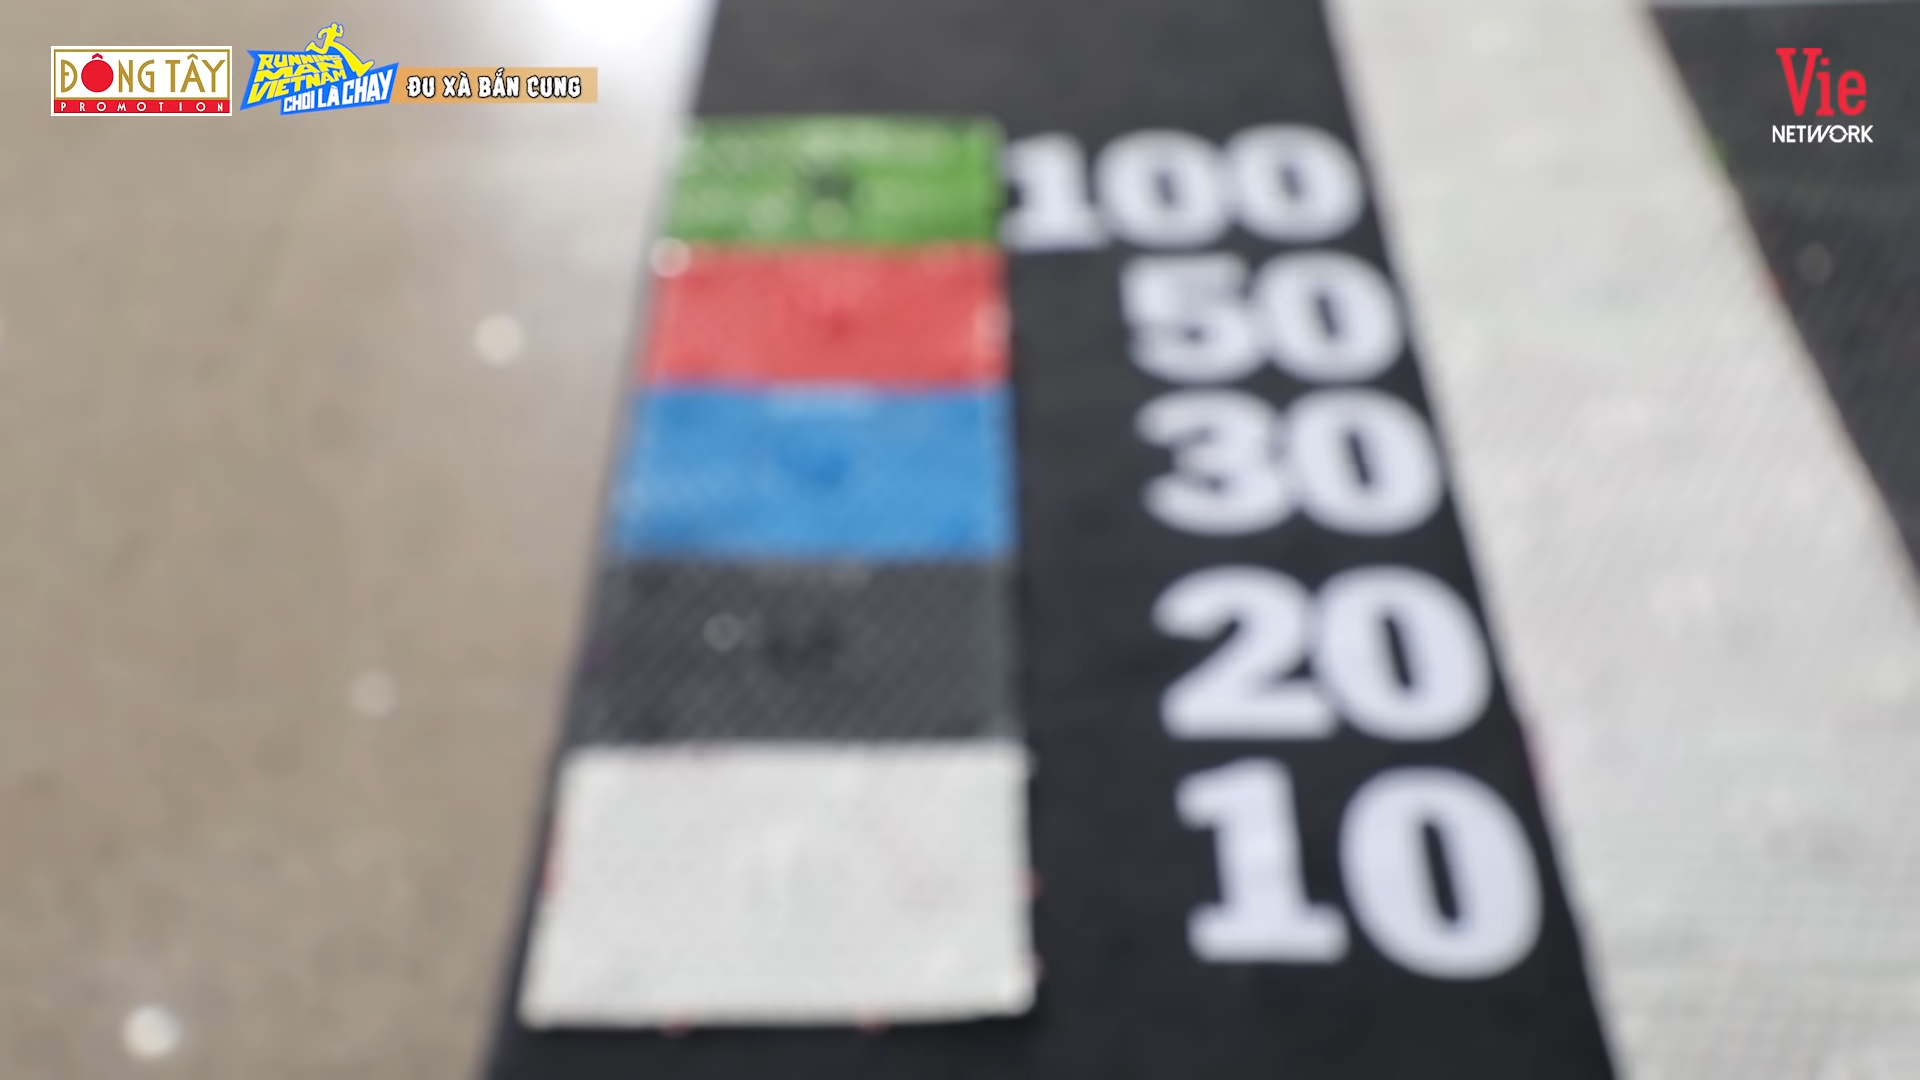 ĐÔNG TÂY
PROMOTION
RUNNING
MAN
VIETNAM
CHƠI LÀ CHẠY
ĐU XÀ BẮN CUNG
Vie
NETWORK
100
50
30
20
10